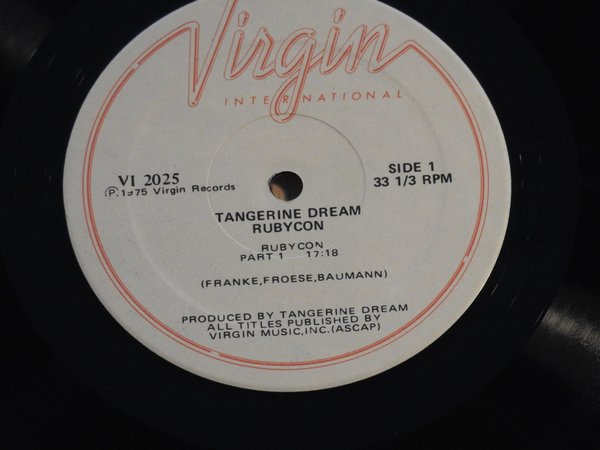 Virgin
INTERNATIONAL
VI 2025
℗.1975 Virgin Records
SIDE 1
33 1/3 RPM
TANGERINE DREAM
RUBYCON
RUBYCON
PART 1 17:18
(FRANKE,FROESE,BAUMANN)
PRODUCED BY TANGERINE DREAM
ALL TITLES PUBLISHED BY
VIRGIN MUSIC,INC.(ASCAP)